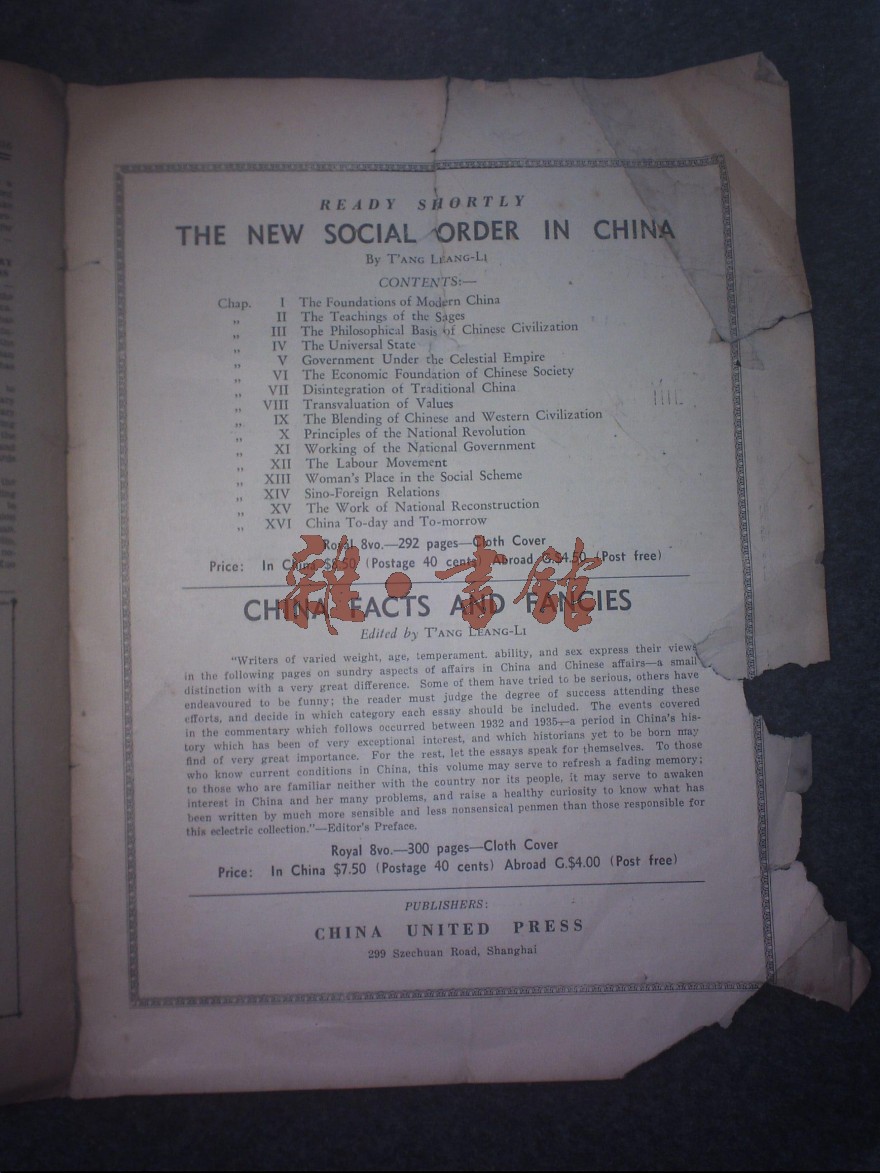 READY SHORTLY
THE NEW SOCIAL ORDER IN CHINA
By T'ANG LEANG-LI
CONTENTS:—
Chap. I The Foundations of Modern China
„ II The Teachings of the Sages
„ III The Philosophical Basis of Chinese Civilization
„ IV The Universal State
„ V Government Under the Celestial Empire
„ VI The Economic Foundation of Chinese Society
„ VII Disintegration of Traditional China
„ VIII Transvaluation of Values
„ IX The Blending of Chinese and Western Civilization
„ X Principles of the National Revolution
„ XI Working of the National Government
„ XII The Labour Movement
„ XIII Woman's Place in the Social Scheme
„ XIV Sino-Foreign Relations
„ XV The Work of National Reconstruction
„ XVI China To-day and To-morrow
Royal 8vo.—292 pages—Cloth Cover
Price: In China $8.50 (Postage 40 cents) Abroad G.$4.50 (Post free)
雜·書館
CHINA FACTS AND FANCIES
Edited by T'ANG LEANG-LI
"Writers of varied weight, age, temperament. ability, and sex express their views
in the following pages on sundry aspects of affairs in China and Chinese affairs—a small
distinction with a very great difference. Some of them have tried to be serious, others have
endeavoured to be funny; the reader must judge the degree of success attending these
efforts, and decide in which category each essay should be included. The events covered
in the commentary which follows occurred between 1932 and 1935—a period in China's his-
tory which has been of very exceptional interest, and which historians yet to be born may
find of very great importance. For the rest, let the essays speak for themselves. To those
who know current conditions in China, this volume may serve to refresh a fading memory;
to those who are familiar neither with the country nor its people, it may serve to awaken
interest in China and her many problems, and raise a healthy curiosity to know what has
been written by much more sensible and less nonsensical penmen than those responsible for
this eclectric collection."—Editor's Preface.
Royal 8vo.—300 pages—Cloth Cover
Price: In China $7.50 (Postage 40 cents) Abroad G.$4.00 (Post free)
PUBLISHERS:
CHINA UNITED PRESS
299 Szechuan Road, Shanghai